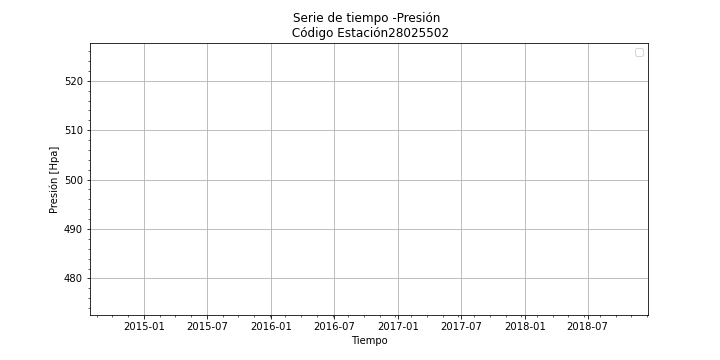 Serie de tiempo -Presión
Código Estación28025502
Presión [Hpa]
520
510
500
490
480
2015-01 2015-07 2016-01 2016-07 2017-01 2017-07 2018-01 2018-07
Tiempo